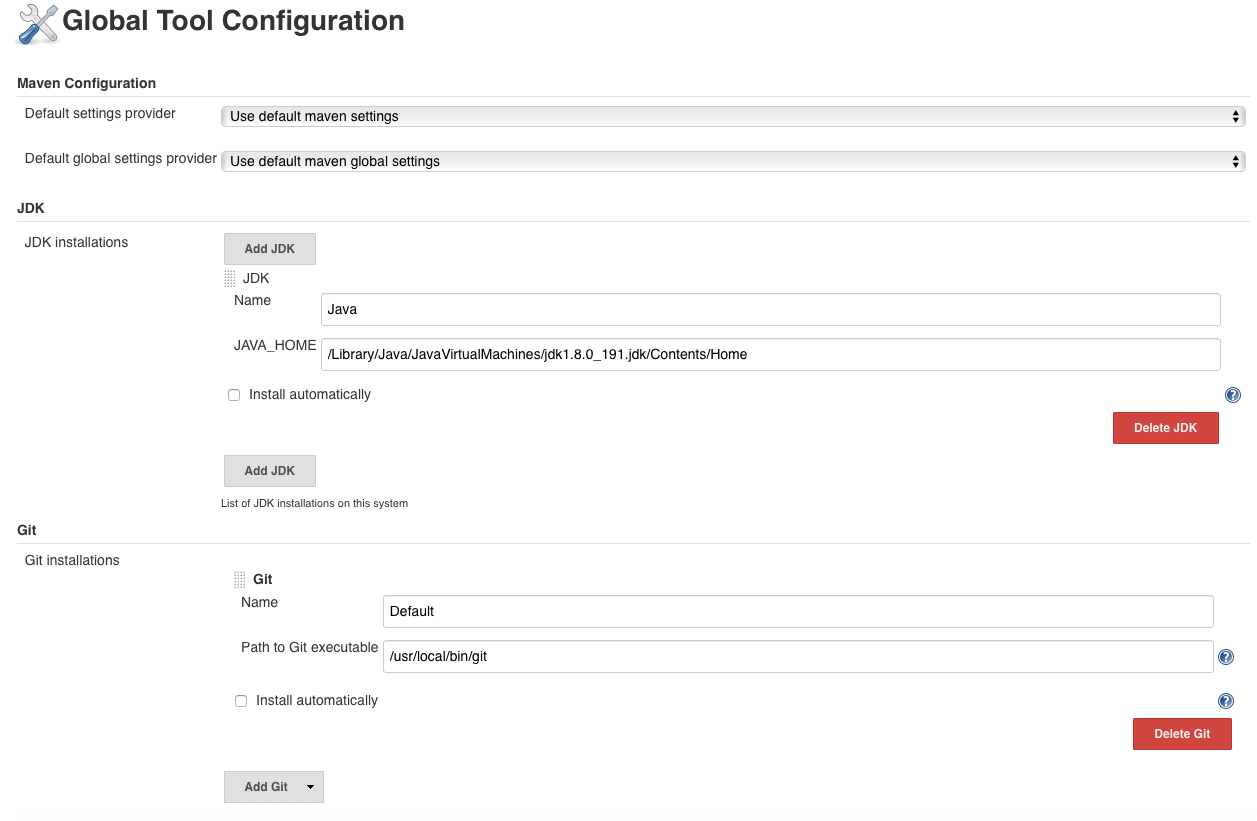 Global Tool Configuration
Maven Configuration
Default settings provider
Use default maven settings
Default global settings provider
Use default maven global settings
JDK
JDK installations
Add JDK
JDK
Name
Java
JAVA_HOME
/Library/Java/JavaVirtualMachines/jdk1.8.0_191.jdk/Contents/Home
Install automatically
?
Delete JDK
Add JDK
List of JDK installations on this system
Git
Git installations
Git
Name
Default
Path to Git executable
/usr/local/bin/git
?
Install automatically
?
Delete Git
Add Git